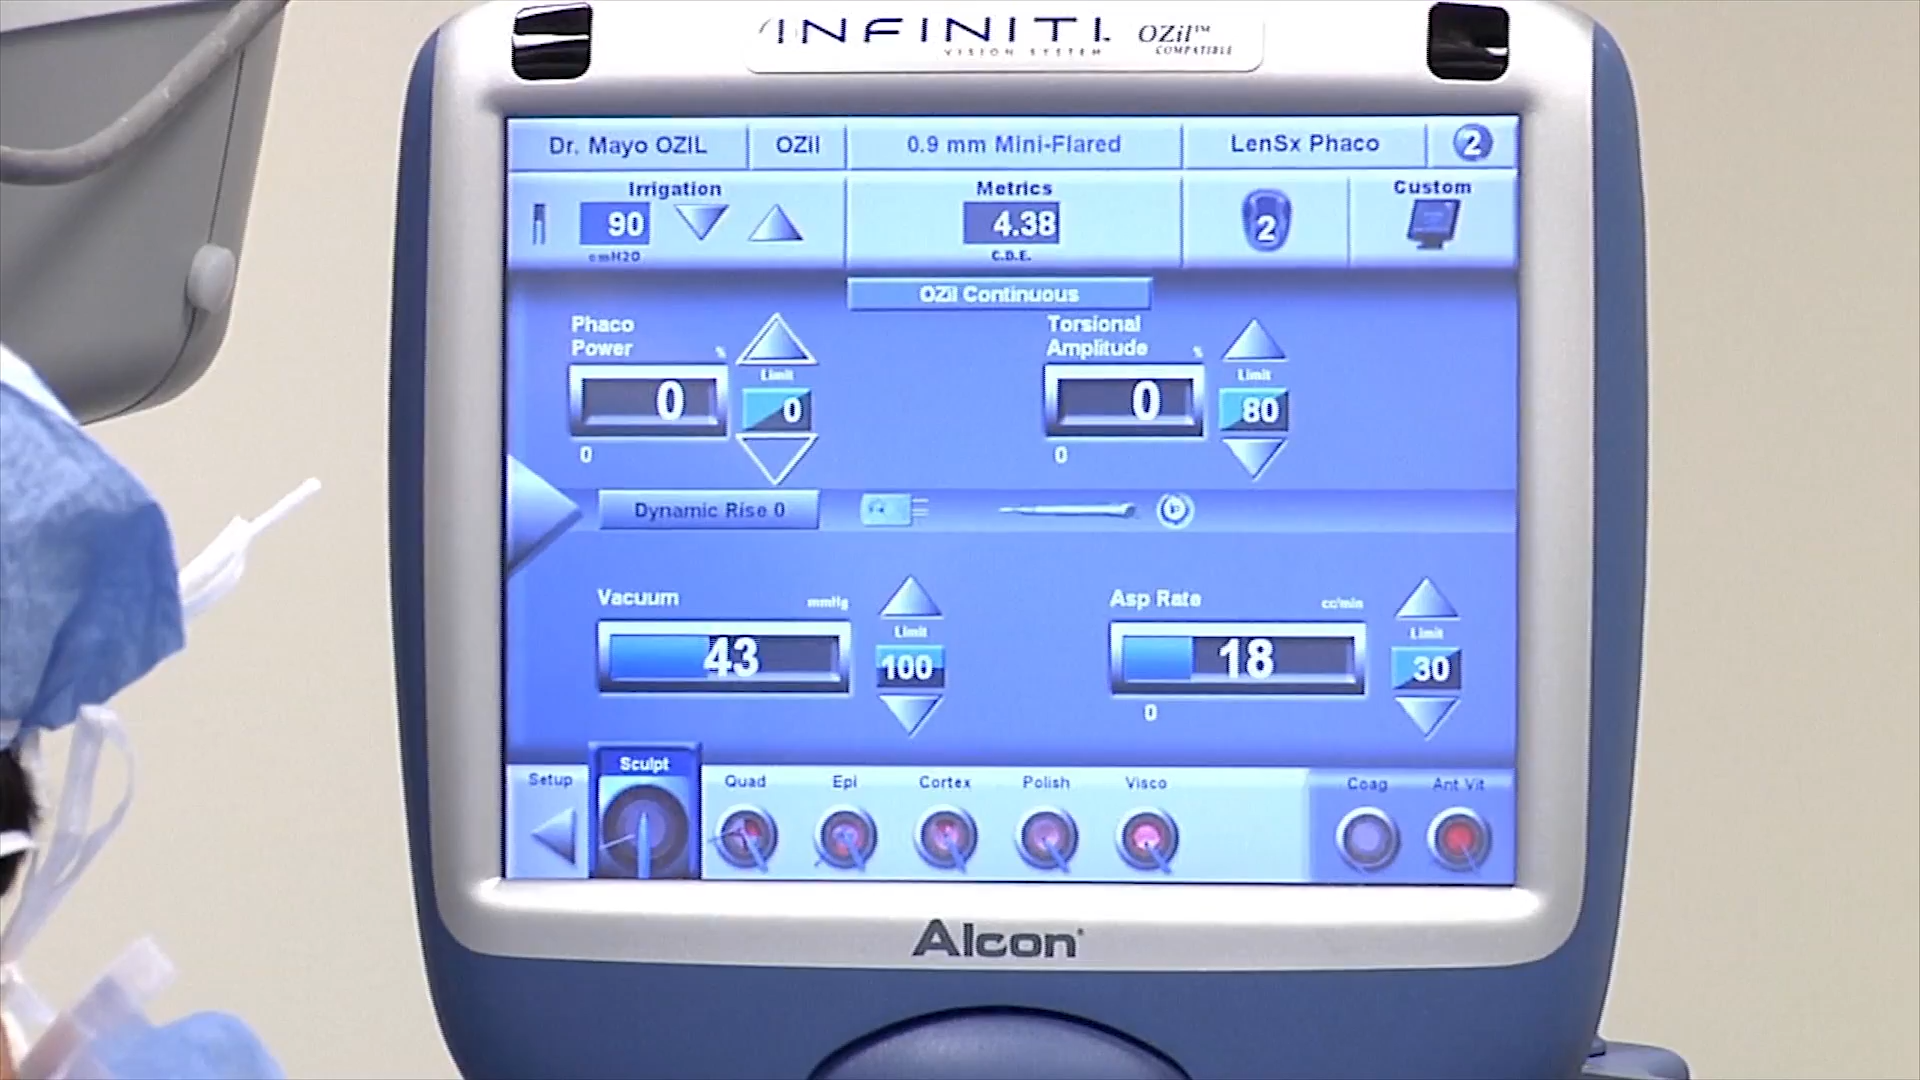 INFINITI.
VISION SYSTEM
OZil™
COMPATIBLE
Dr. Mayo OZIL
OZil
0.9 mm Mini-Flared
LenSx Phaco
2
Irrigation
90
cmH2O
Metrics
4.38
C.D.E.
2
Custom
OZil Continuous
Phaco
Power %
0
0
Limit
0
Torsional
Amplitude %
0
0
Limit
80
Dynamic Rise 0
Vacuum mmHg
43
Limit
100
Asp Rate cc/min
18
0
Limit
30
Setup
Sculpt
Quad
Epi
Cortex
Polish
Visco
Coag
Ant Vit
Alcon